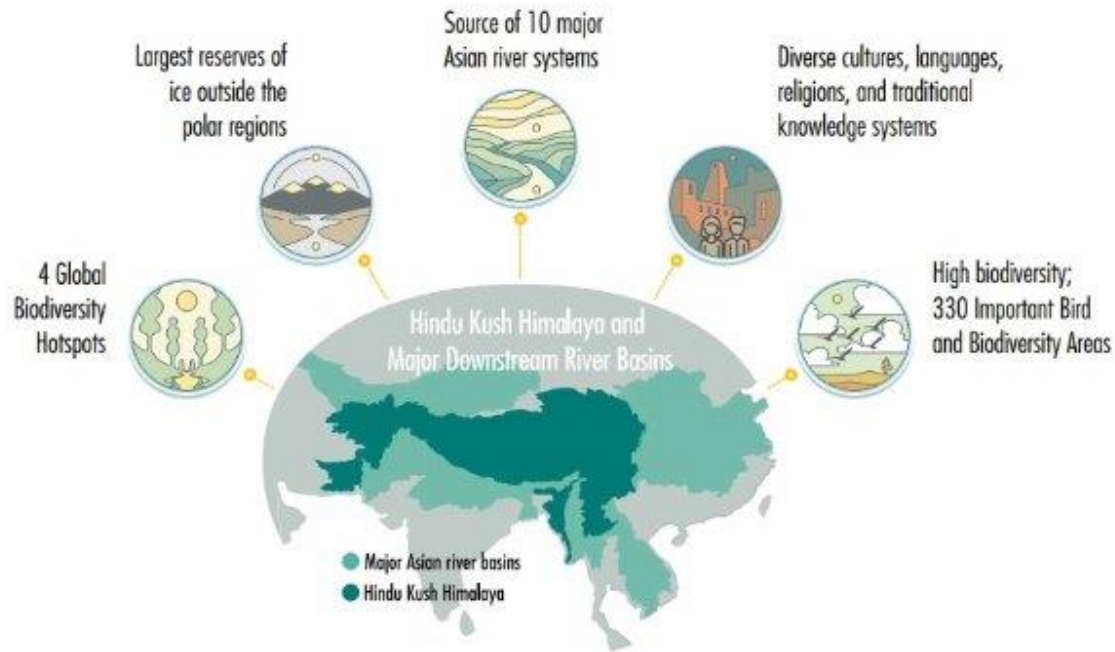 Source of 10 major
Asian river systems
Largest reserves of
ice outside the
polar regions
Diverse cultures, languages,
religions, and traditional
knowledge systems
4 Global
Biodiversity
Hotspots
High biodiversity;
330 Important Bird
and Biodiversity Areas
Hindu Kush Himalaya and
Major Downstream River Basins
Major Asian river basins
Hindu Kush Himalaya